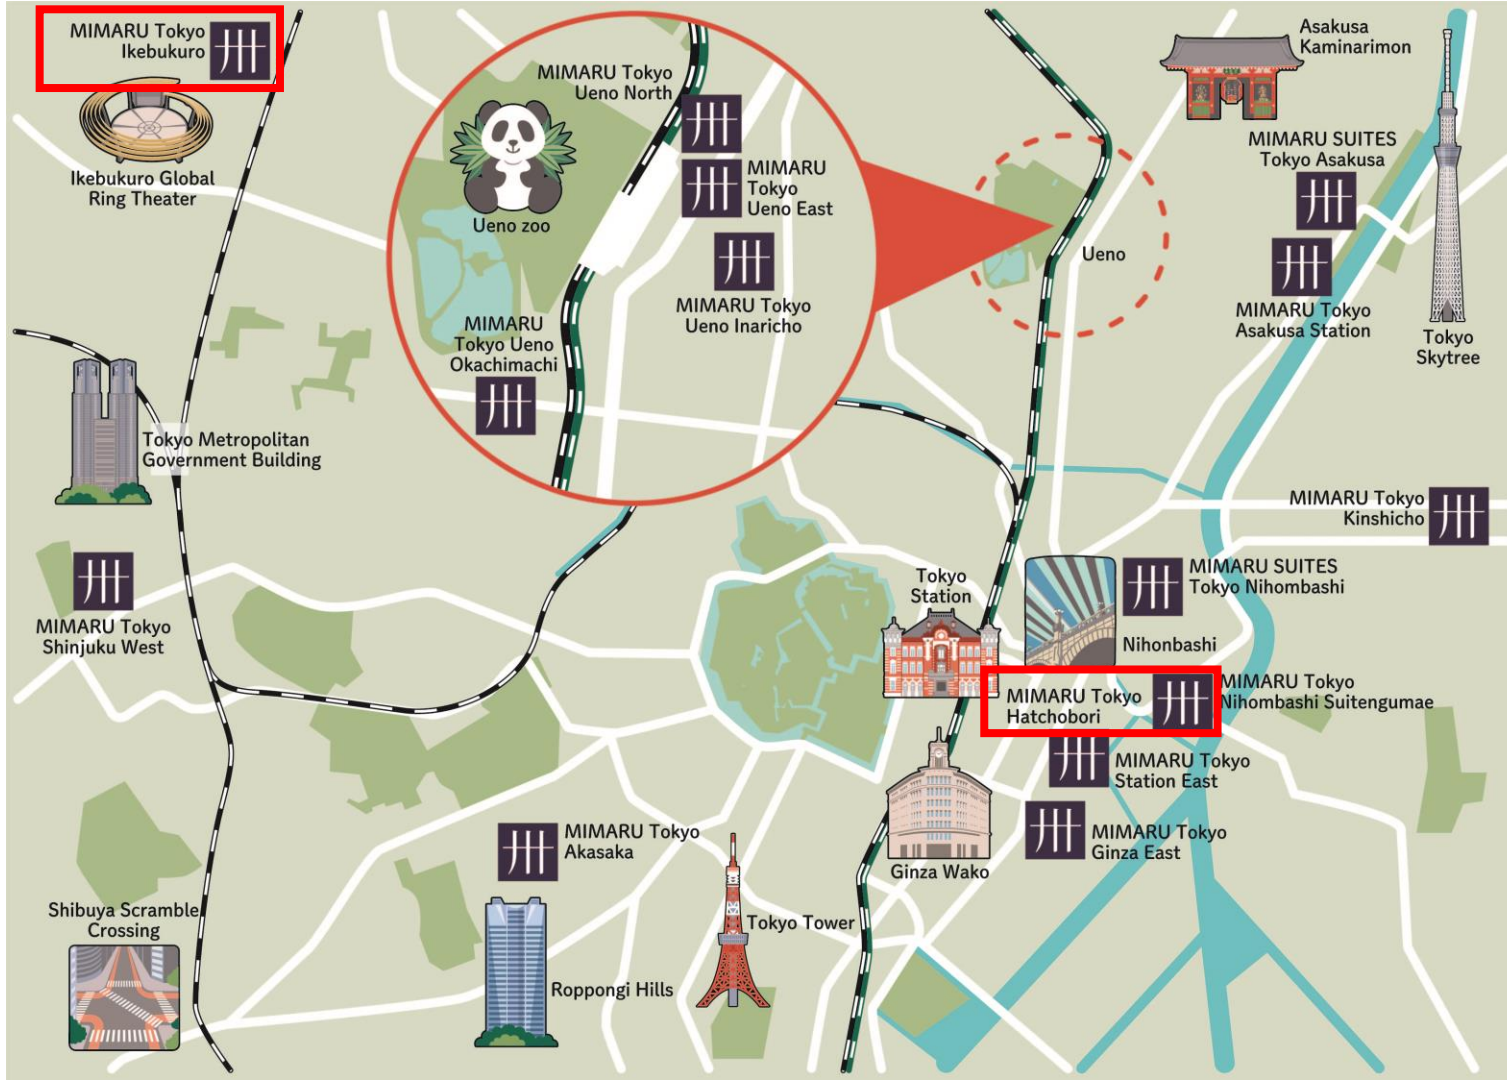 MIMARU Tokyo
Ikebukuro
Ikebukuro Global
Ring Theater
MIMARU Tokyo
Ueno North
Ueno zoo
MIMARU
Tokyo
Ueno East
MIMARU Tokyo
Ueno Inaricho
MIMARU
Tokyo Ueno
Okachimachi
Ueno
Asakusa
Kaminarimon
MIMARU SUITES
Tokyo Asakusa
MIMARU Tokyo
Asakusa Station
Tokyo
Skytree
Tokyo Metropolitan
Government Building
MIMARU Tokyo
Kinshicho
MIMARU Tokyo
Shinjuku West
Tokyo
Station
MIMARU SUITES
Tokyo Nihombashi
Nihonbashi
MIMARU Tokyo
Hatchobori
MIMARU Tokyo
Nihombashi Suitengumae
MIMARU Tokyo
Station East
MIMARU Tokyo
Ginza East
Ginza Wako
MIMARU Tokyo
Akasaka
Tokyo Tower
Roppongi Hills
Shibuya Scramble
Crossing